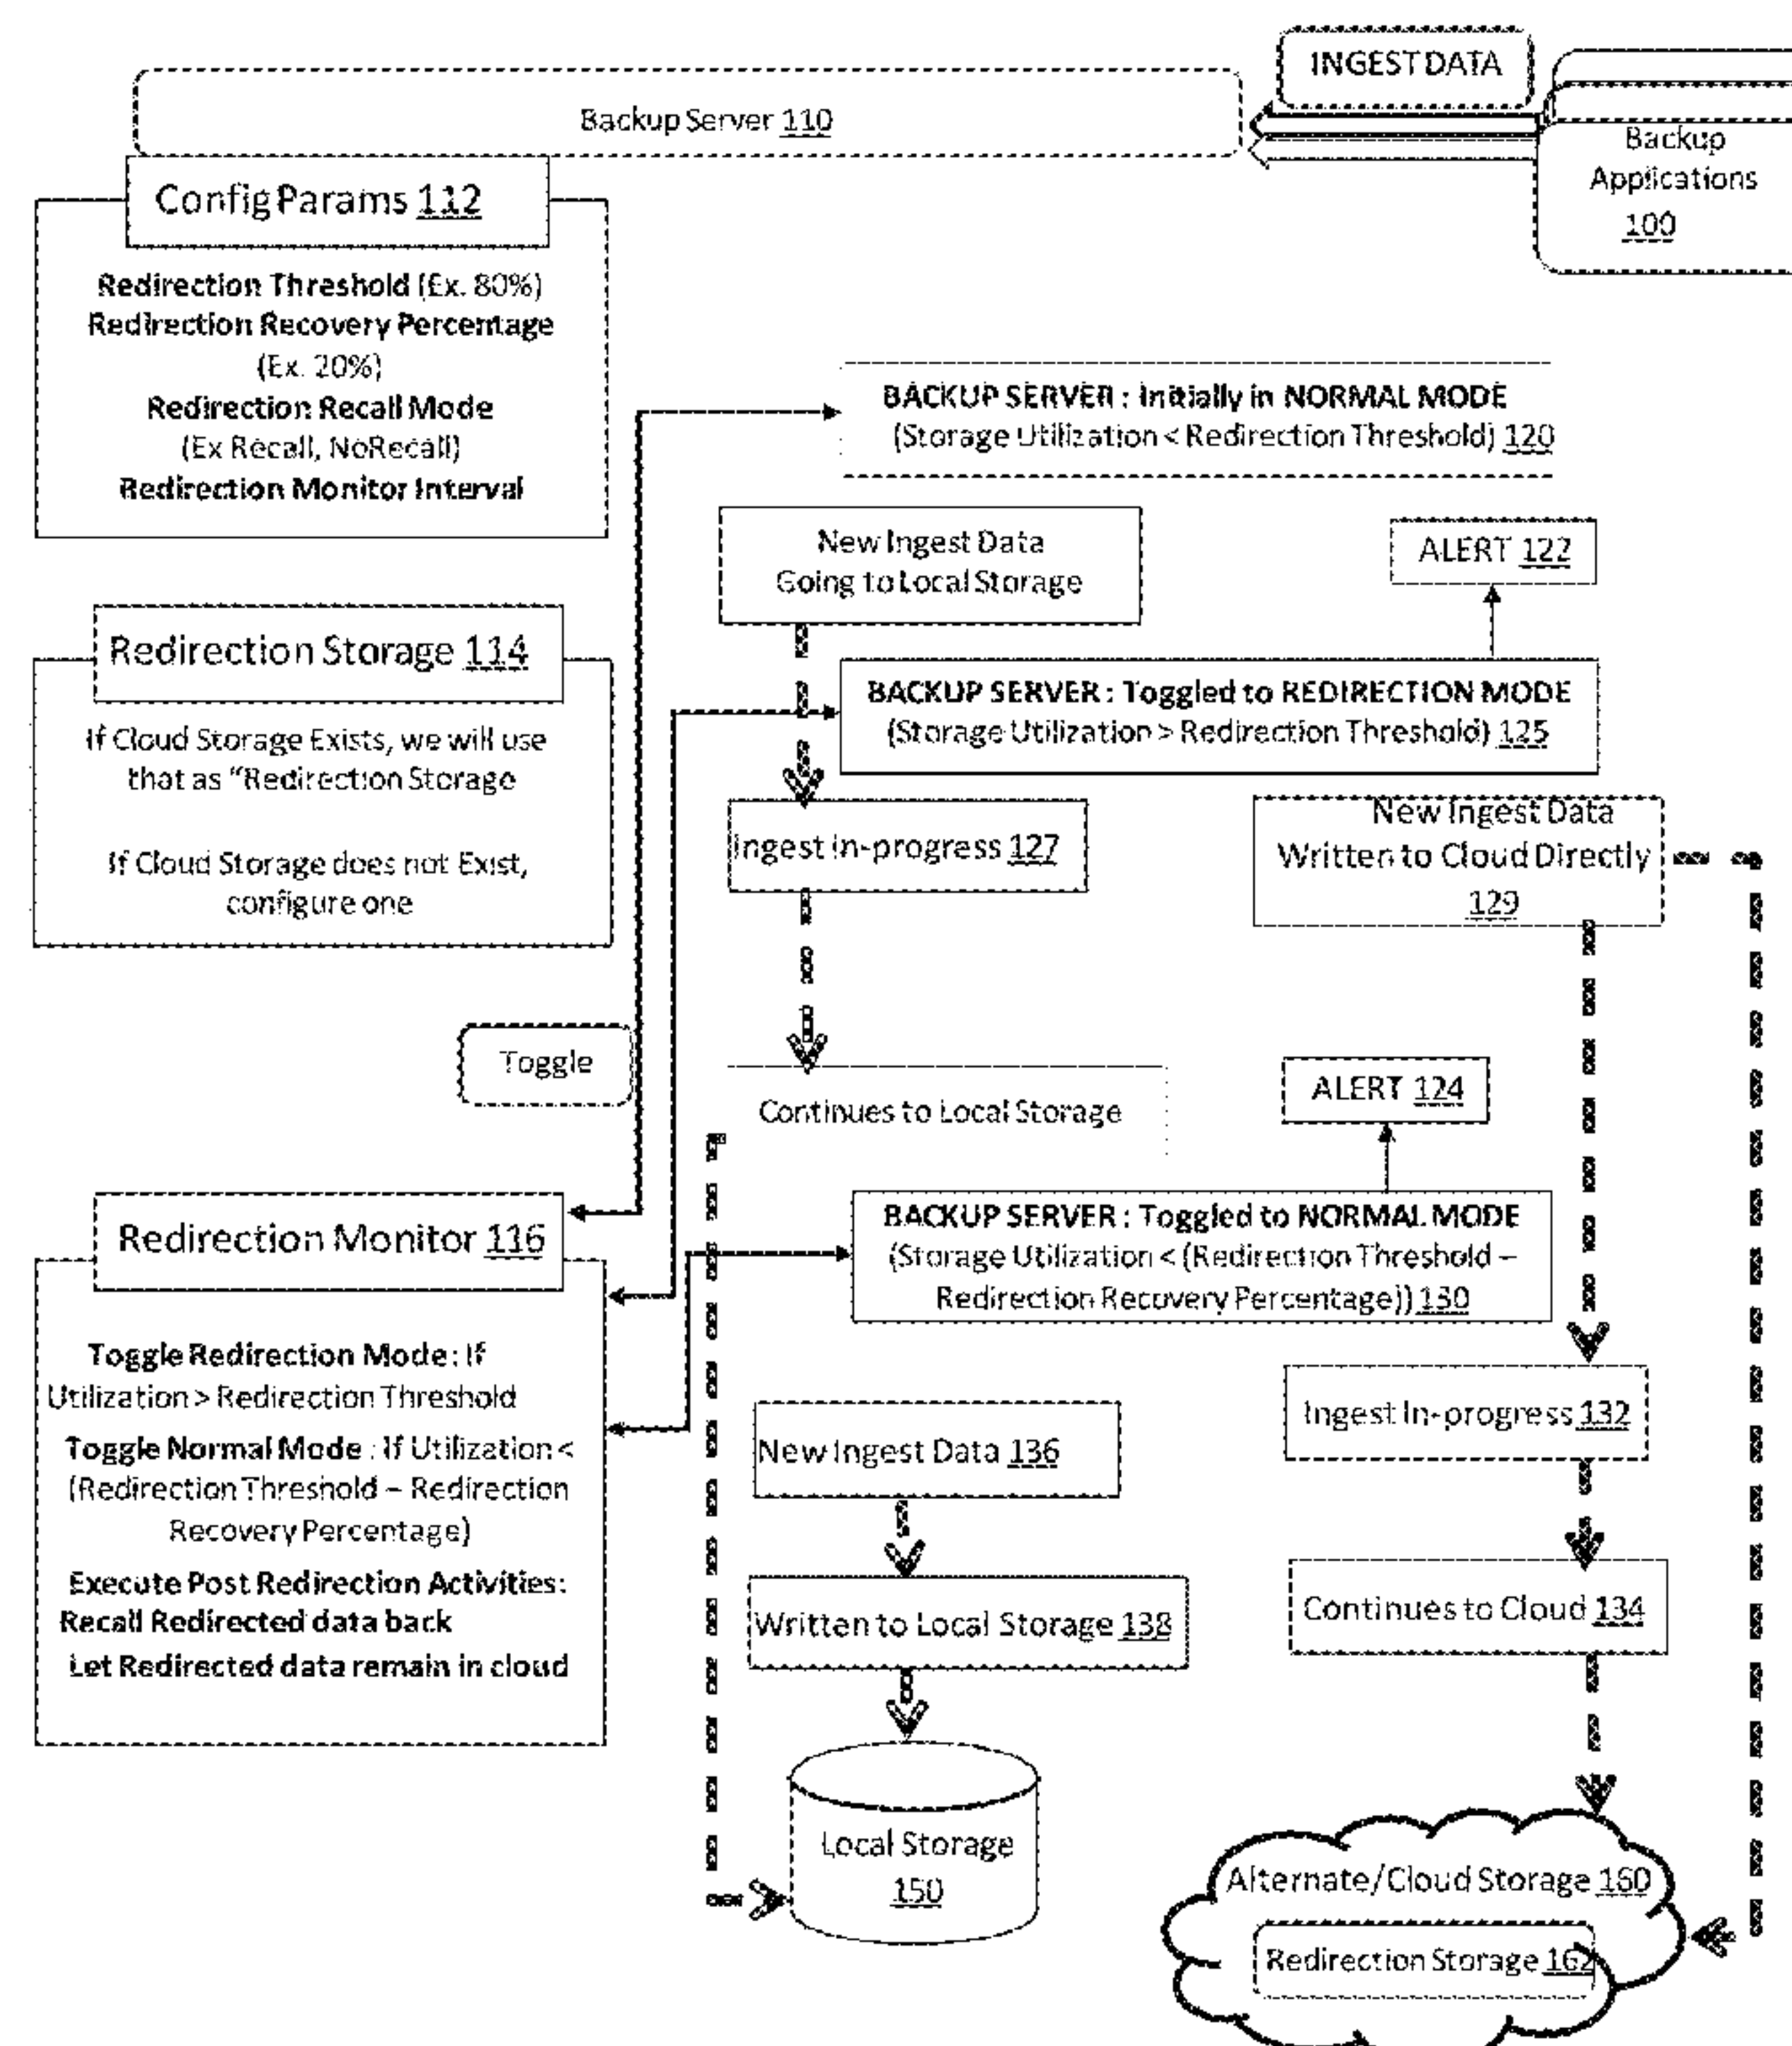 INGEST DATA
Backup Server 110
Backup
Applications
100
Config Params 112
Redirection Threshold (Ex. 80%)
Redirection Recovery Percentage
(Ex. 20%)
Redirection Recall Mode
(Ex Recall, NoRecall)
Redirection Monitor Interval
BACKUP SERVER : Initially in NORMAL MODE
(Storage Utilization < Redirection Threshold) 120
New Ingest Data
Going to Local Storage
ALERT 122
Redirection Storage 114
If Cloud Storage Exists, we will use
that as "Redirection Storage
If Cloud Storage does not Exist,
configure one
BACKUP SERVER : Toggled to REDIRECTION MODE
(Storage Utilization > Redirection Threshold) 125
Ingest In-progress 127
New Ingest Data
Written to Cloud Directly
129
Toggle
Continues to Local Storage
ALERT 124
Redirection Monitor 116
Toggle Redirection Mode: If
Utilization > Redirection Threshold
Toggle Normal Mode : If Utilization <
(Redirection Threshold – Redirection
Recovery Percentage)
Execute Post Redirection Activities:
Recall Redirected data back
Let Redirected data remain in cloud
BACKUP SERVER : Toggled to NORMAL MODE
(Storage Utilization < (Redirection Threshold –
Redirection Recovery Percentage)) 130
New Ingest Data 136
Ingest In-progress 132
Written to Local Storage 138
Continues to Cloud 134
Local Storage
150
Alternate/Cloud Storage 160
Redirection Storage 162